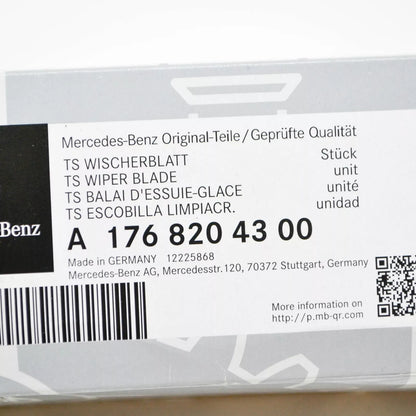 Mercedes-Benz Original-Teile/Geprüfte Qualität
TS WISCHERBLATT Stück
TS WIPER BLADE unit
TS BALAI D'ESSUIE-GLACE unité
TS ESCOBILLA LIMPIACR. unidad
Benz
A 176 820 43 00
Made in GERMANY 12225868
Mercedes-Benz AG, Mercedesstr.120, 70372 Stuttgart, Germany
More information on
http://p.mb-qr.com/